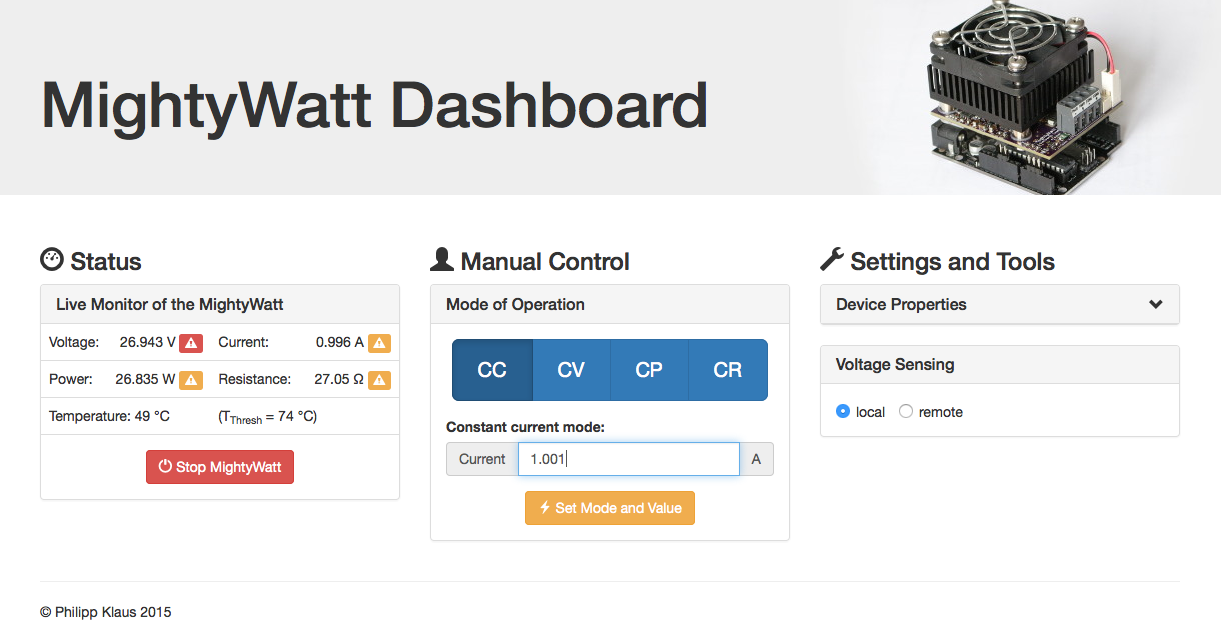 MightyWatt Dashboard
Status
Live Monitor of the MightyWatt
Voltage: 26.943 V Current: 0.996 A
Power: 26.835 W Resistance: 27.05 Ω
Temperature: 49 °C (TThresh = 74 °C)
Stop MightyWatt
Manual Control
Mode of Operation
CC CV CP CR
Constant current mode:
Current 1.001 A
Set Mode and Value
Settings and Tools
Device Properties
Voltage Sensing
local remote
© Philipp Klaus 2015